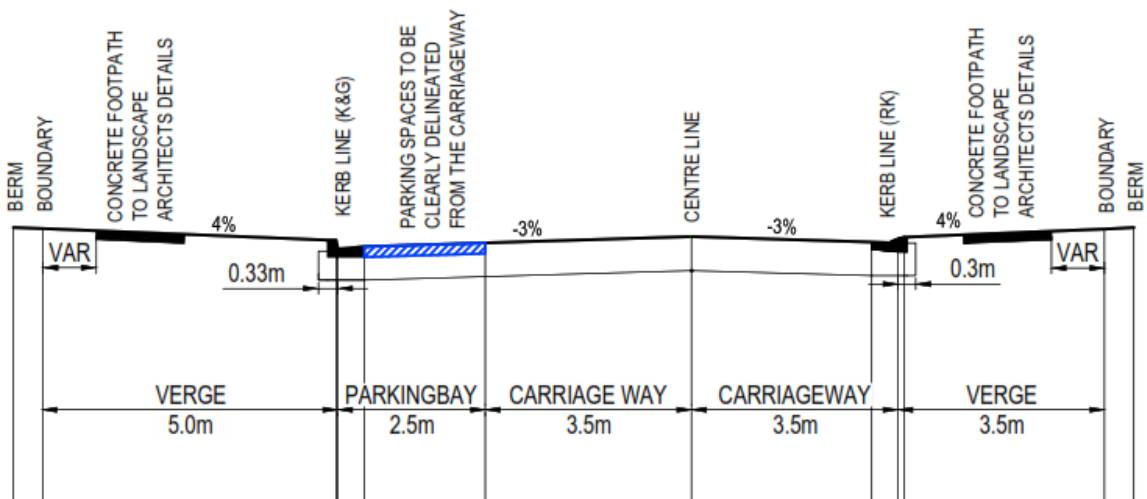 BERM
BOUNDARY
CONCRETE FOOTPATH
TO LANDSCAPE
ARCHITECTS DETAILS
KERB LINE (K&G)
PARKING SPACES TO BE
CLEARLY DELINEATED
FROM THE CARRIAGEWAY
CENTRE LINE
KERB LINE (RK)
CONCRETE FOOTPATH
TO LANDSCAPE
ARCHITECTS DETAILS
BOUNDARY
BERM
4%
-3%
-3%
4%
VAR
0.33m
0.3m
VAR
VERGE
5.0m
PARKINGBAY
2.5m
CARRIAGE WAY
3.5m
CARRIAGEWAY
3.5m
VERGE
3.5m